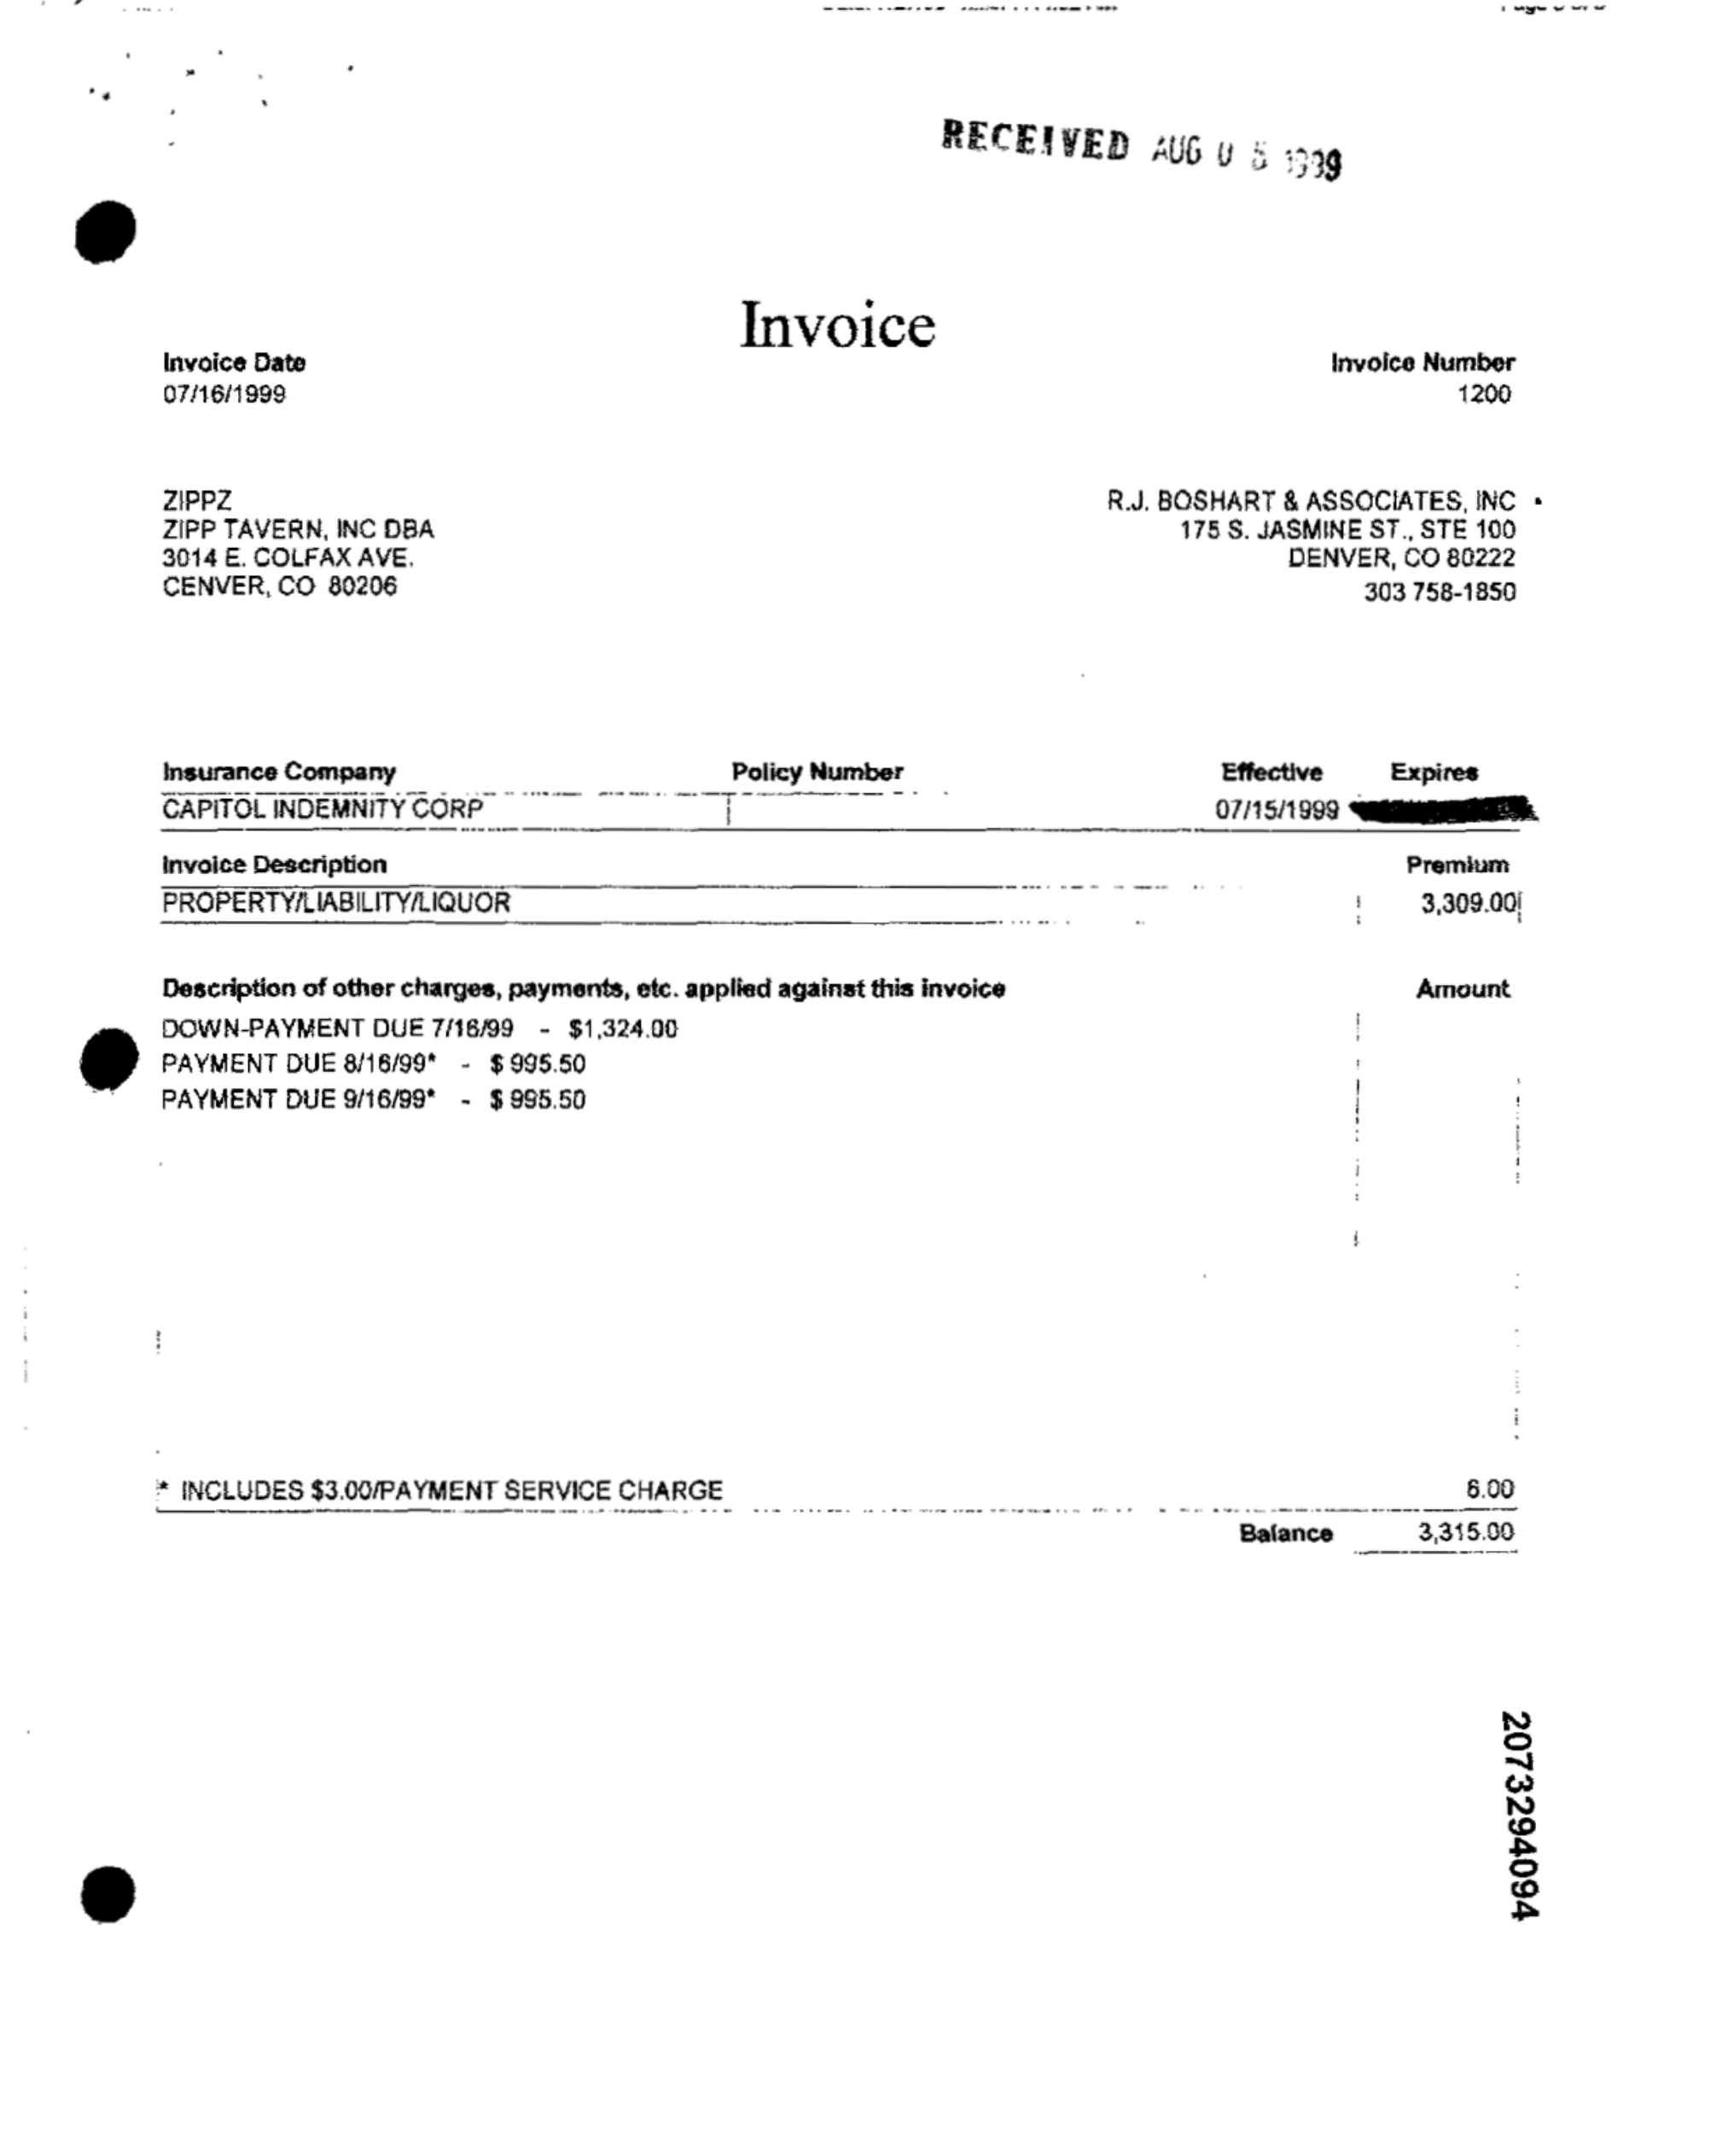 RECEIVED AUG 0 1999
Invoice
Invoice Date
07/16/1999
Invoice Number
1200
ZIPPZ
ZIPP TAVERN, INC DBA
3014 E. COLFAX AVE.
CENVER, CO 80206
R.J. BOSHART & ASSOCIATES, INC
175 S. JASMINE ST., STE 100
DENVER, CO 80222
303 758-1850
Insurance Company Policy Number Effective Expires
CAPITOL INDEMNITY CORP 07/15/1999
Invoice Description Premium
PROPERTY/LIABILITY/LIQUOR 3,309.00
Description of other charges, payments, etc. applied against this invoice Amount
DOWN-PAYMENT DUE 7/16/99 - $1,324.00
PAYMENT DUE 8/16/99* - $ 995.50
PAYMENT DUE 9/16/99* - $ 995.50
* INCLUDES $3.00/PAYMENT SERVICE CHARGE 6.00
Balance 3,315.00
2073294094